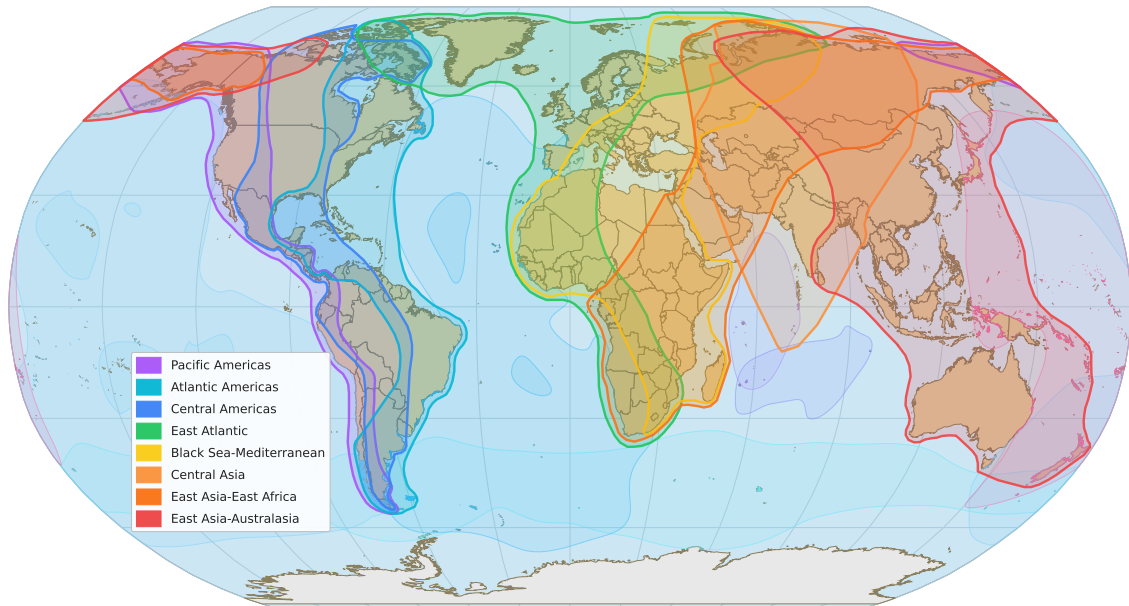 Pacific Americas
Atlantic Americas
Central Americas
East Atlantic
Black Sea-Mediterranean
Central Asia
East Asia-East Africa
East Asia-Australasia